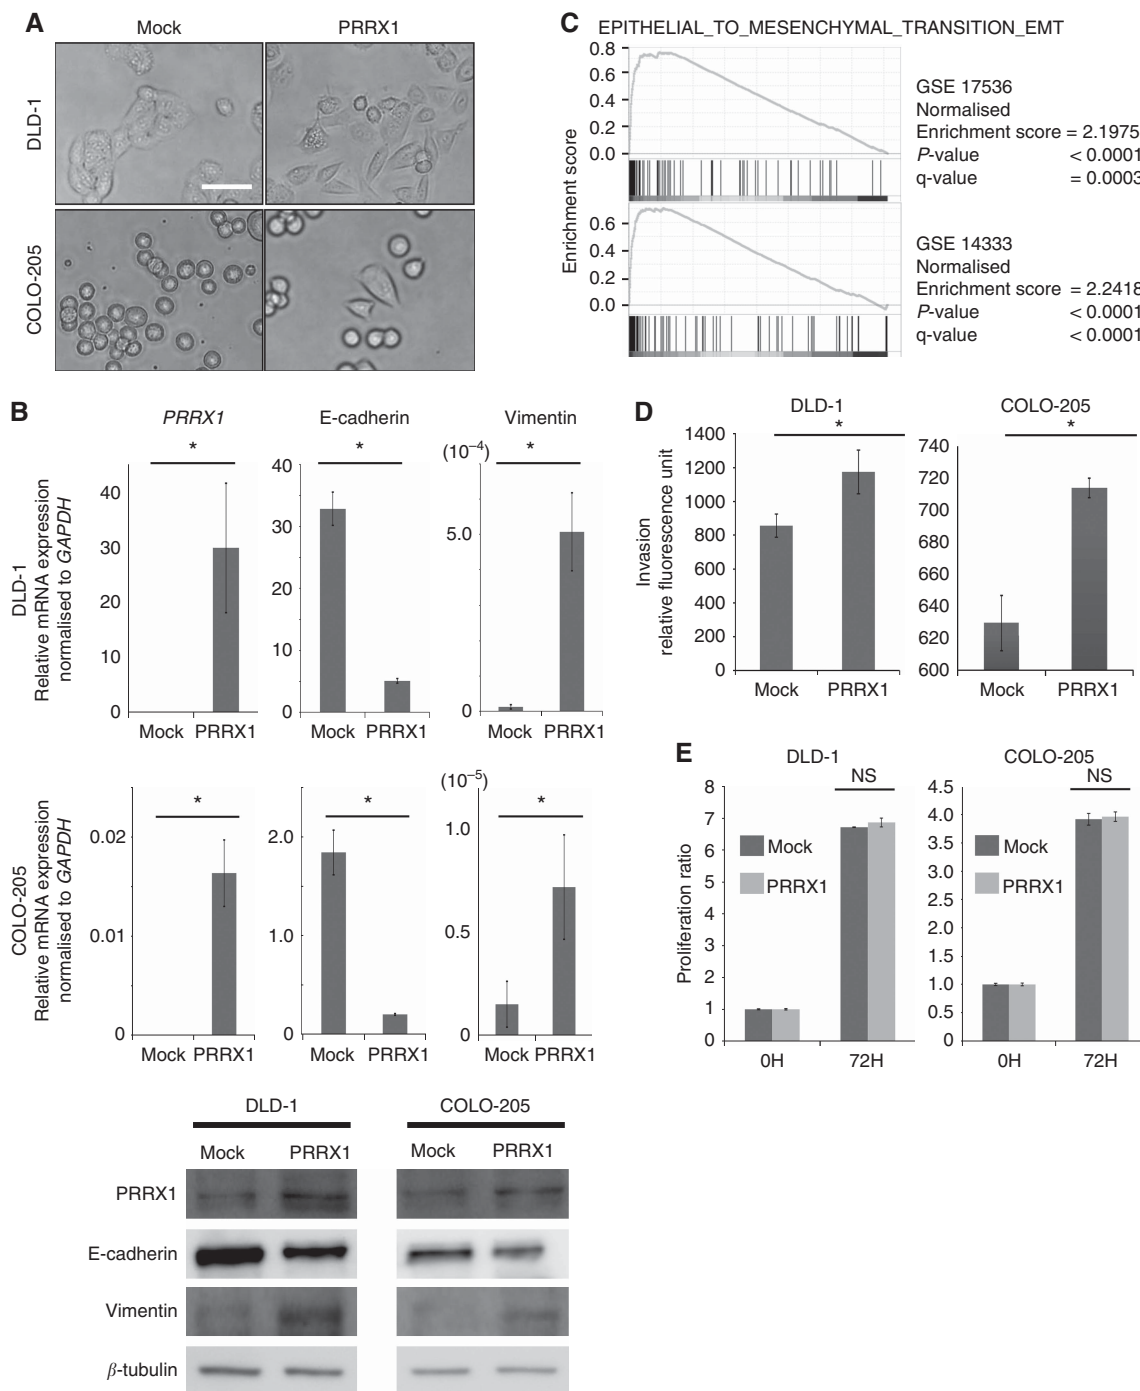 A
Mock PRRX1
DLD-1
COLO-205
C EPITHELIAL_TO_MESENCHYMAL_TRANSITION_EMT
Enrichment score
0.8
0.6
0.4
0.2
0.0
GSE 17536
Normalised
Enrichment score = 2.1975
P-value < 0.0001
q-value = 0.0003
0.6
0.4
0.2
0.0
GSE 14333
Normalised
Enrichment score = 2.2418
P-value < 0.0001
q-value < 0.0001
B
DLD-1
Relative mRNA expression
normalised to GAPDH
PRRX1
*
40
30
20
10
0
Mock PRRX1
E-cadherin
*
40
30
20
10
0
Mock PRRX1
Vimentin
(10⁻⁴)
*
5.0
0
Mock PRRX1
COLO-205
Relative mRNA expression
normalised to GAPDH
*
0.02
0.01
0
Mock PRRX1
*
2.0
1.0
0
Mock PRRX1
(10⁻⁵)
*
1.0
0.5
0
Mock PRRX1
DLD-1 COLO-205
Mock PRRX1 Mock PRRX1
PRRX1
E-cadherin
Vimentin
β-tubulin
D
Invasion
relative fluorescence unit
DLD-1
*
1400
1200
1000
800
600
400
200
0
Mock PRRX1
COLO-205
*
740
720
700
680
660
640
620
600
Mock PRRX1
E
Proliferation ratio
DLD-1
NS
8
7
6
5
4
3
2
1
0
Mock
PRRX1
0H 72H
COLO-205
NS
4.5
4.0
3.5
3.0
2.5
2.0
1.5
1.0
0.5
0
Mock
PRRX1
0H 72H